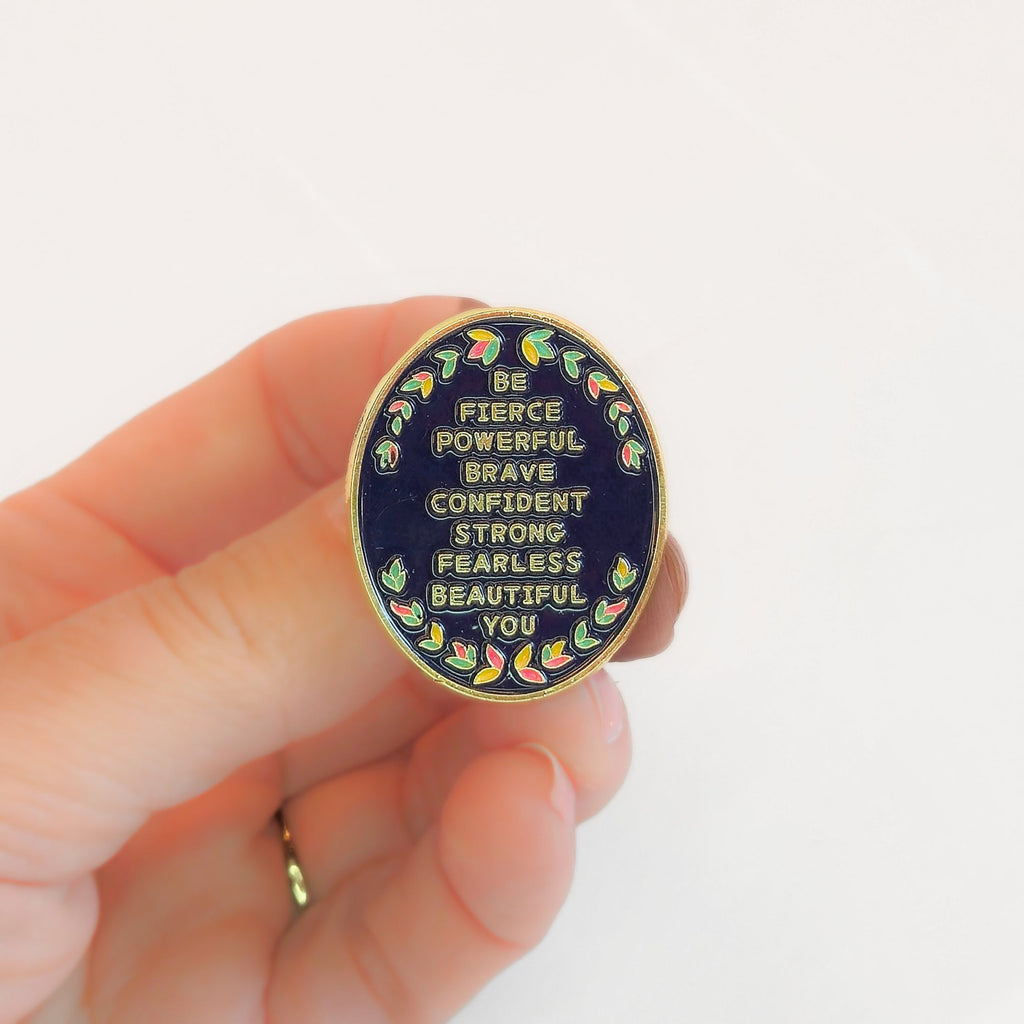 BE
FIERCE
POWERFUL
BRAVE
CONFIDENT
STRONG
FEARLESS
BEAUTIFUL
YOU